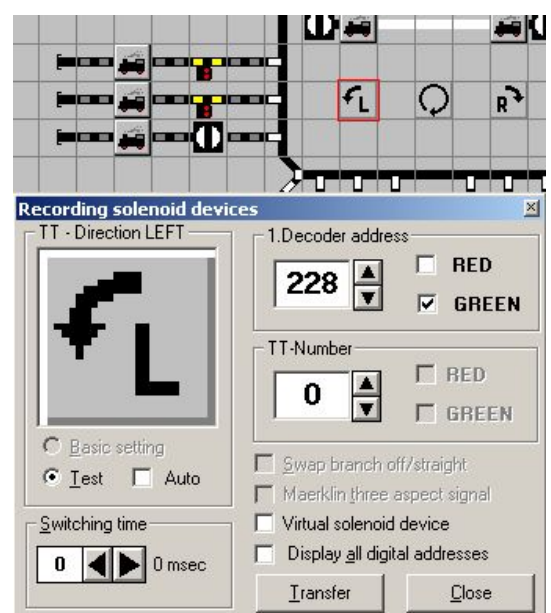 L
R
Recording solenoid devices
TT - Direction LEFT
L
Basic setting
Test
Auto
Switching time
0
0 msec
1.Decoder address
228
RED
GREEN
TT-Number
0
RED
GREEN
Swap branch off/straight
Maerklin three aspect signal
Virtual solenoid device
Display all digital addresses
Transfer
Close